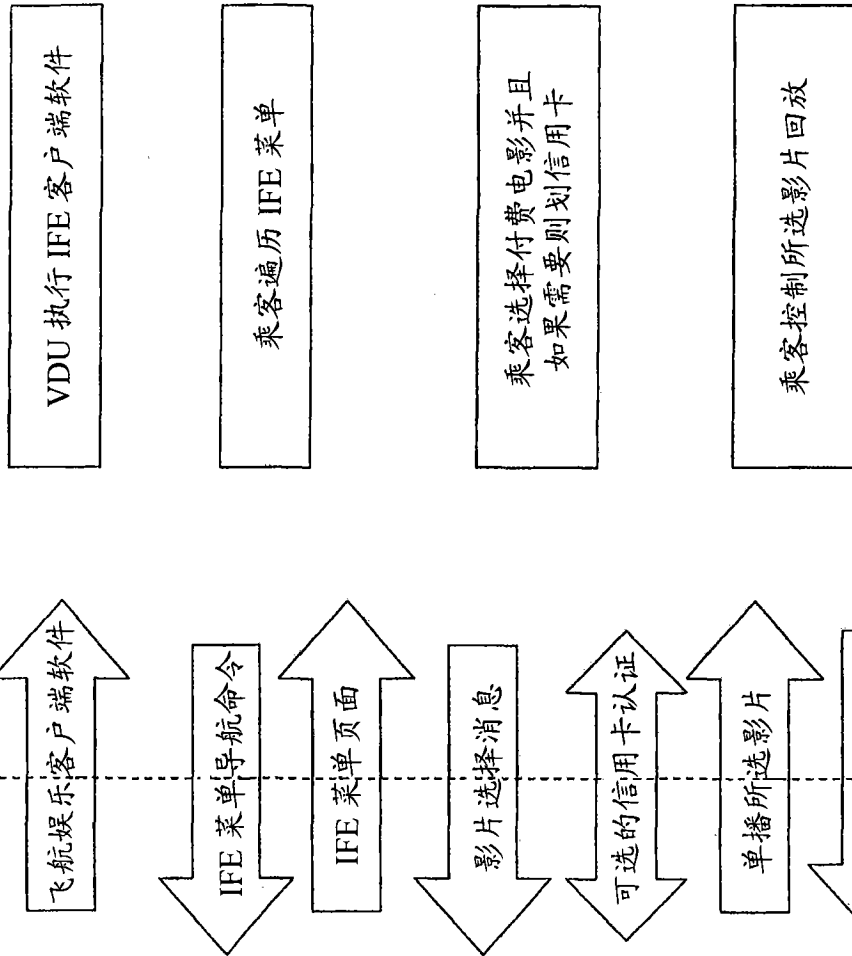 VDU 执行 IFE 客户端软件
乘客遍历 IFE 菜单
乘客选择付费电影并且
如果需要则划信用卡
乘客控制所选影片回放
飞航娱乐客户端软件
IFE 菜单导航命令
IFE 菜单页面
影片选择消息
可选的信用卡认证
单播所选影片